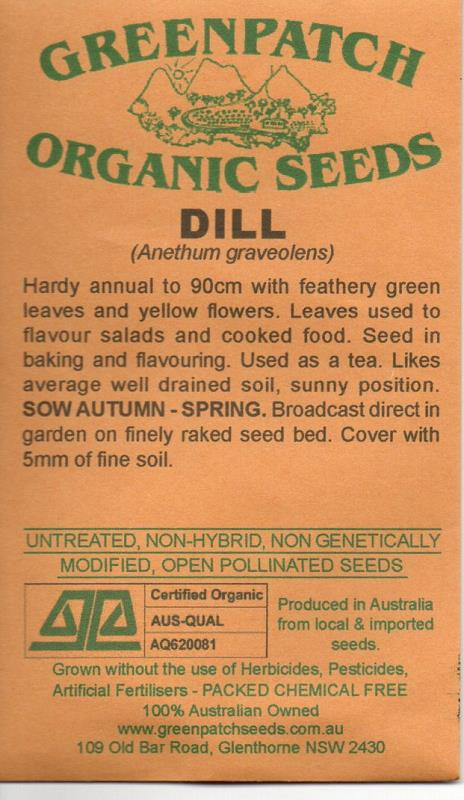 GREENPATCH
ORGANIC SEEDS
DILL
(Anethum graveolens)
Hardy annual to 90cm with feathery green
leaves and yellow flowers. Leaves used to
flavour salads and cooked food. Seed in
baking and flavouring. Used as a tea. Likes
average well drained soil, sunny position.
SOW AUTUMN - SPRING. Broadcast direct in
garden on finely raked seed bed. Cover with
5mm of fine soil.
UNTREATED, NON-HYBRID, NON GENETICALLY
MODIFIED, OPEN POLLINATED SEEDS
Certified Organic
AUS-QUAL
AQ620081
Produced in Australia
from local & imported
seeds.
Grown without the use of Herbicides, Pesticides,
Artificial Fertilisers - PACKED CHEMICAL FREE
100% Australian Owned
www.greenpatchseeds.com.au
109 Old Bar Road, Glenthorne NSW 2430